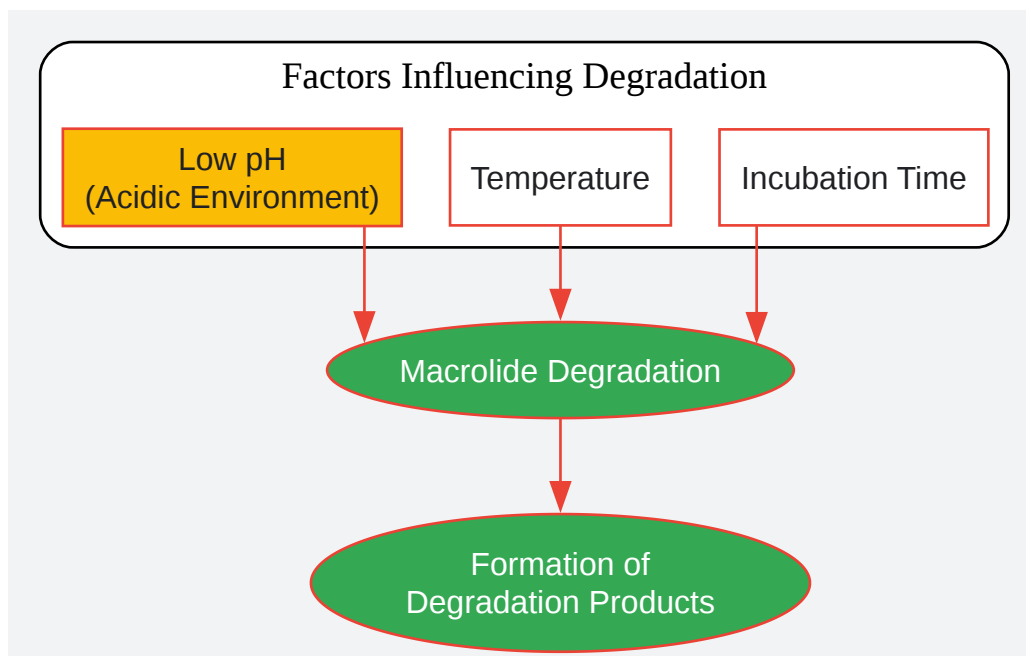 Factors Influencing Degradation
Low pH
(Acidic Environment)
Temperature
Incubation Time
Macrolide Degradation
Formation of
Degradation Products